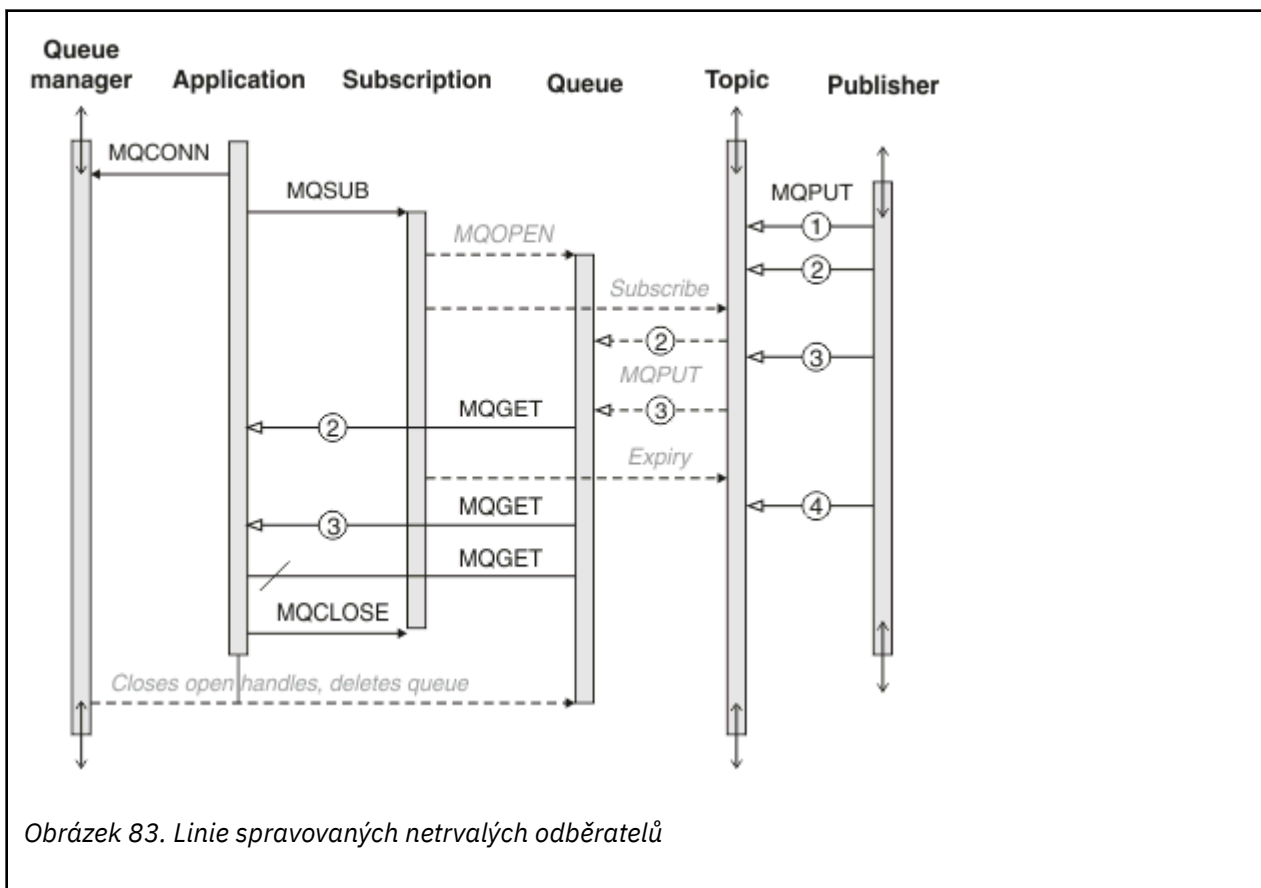 Queue
manager
Application
Subscription
Queue
Topic
Publisher
MQCONN
MQSUB
MQPUT
1
MQOPEN
2
Subscribe
2
3
MQPUT
MQGET
3
2
Expiry
MQGET
4
3
MQGET
MQCLOSE
Closes open handles, deletes queue
Obrázek 83. Linie spravovaných netrvalých odběratelů